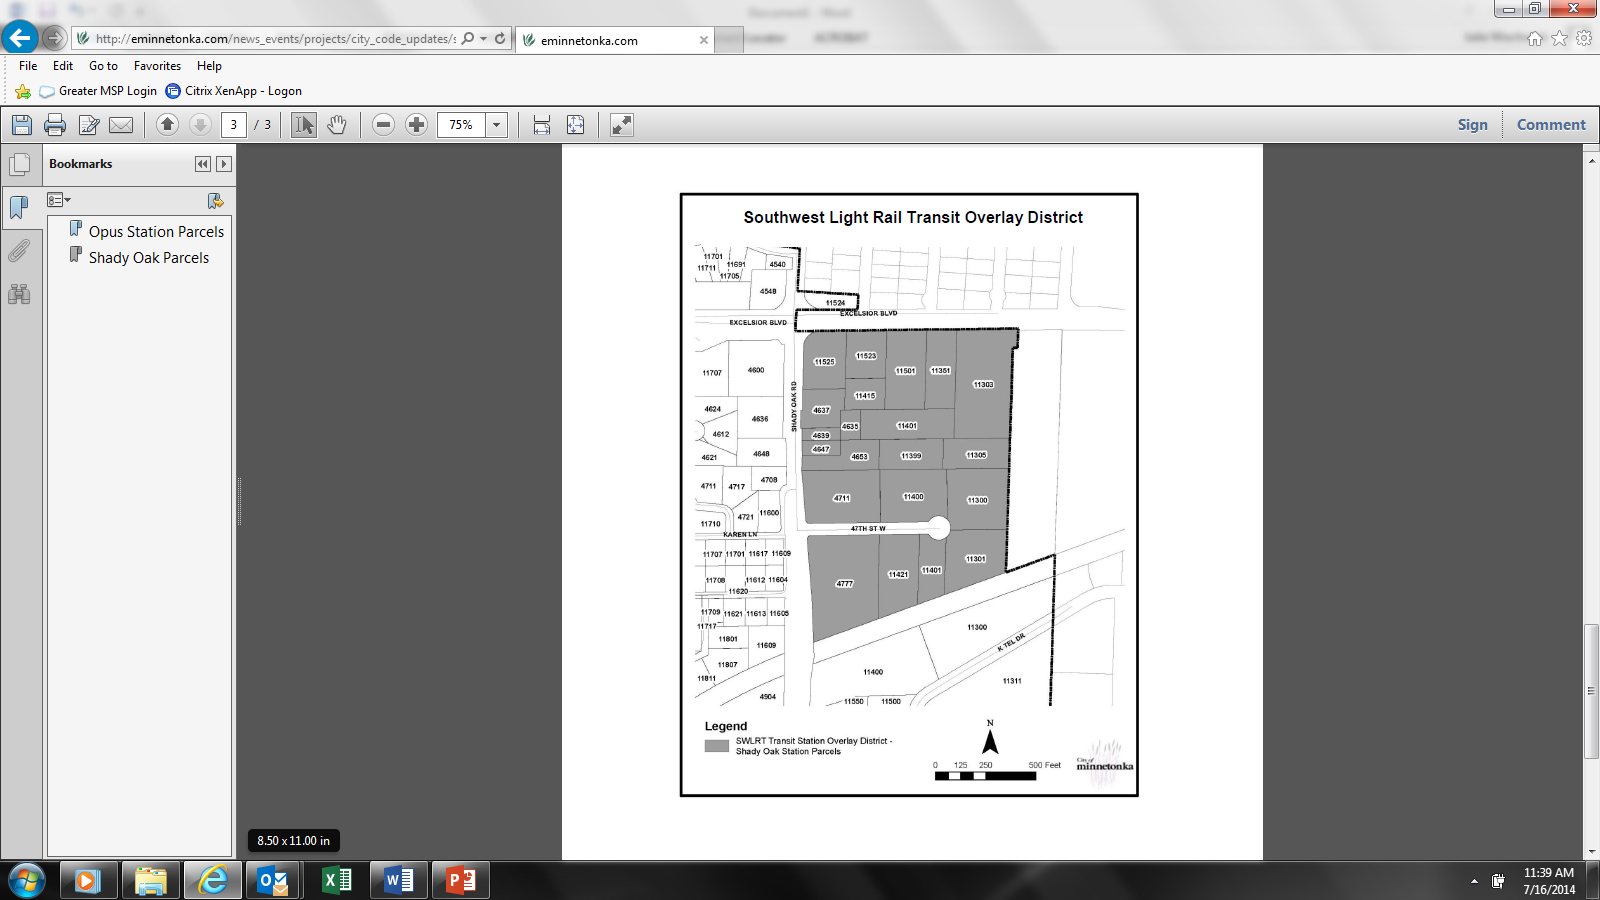 http://eminnetonka.com/news_events/projects/city_code_updates/s
eminnetonka.com
File Edit Go to Favorites Help
Greater MSP Login Citrix XenApp - Logon
3 / 3 75% Sign Comment
Bookmarks
Opus Station Parcels
Shady Oak Parcels
Southwest Light Rail Transit Overlay District
11701
11711 11691 4540
11705
4548
11524
EXCELSIOR BLVD
EXCELSIOR BLVD
11525 11523 11501 11351 11303
11707 4600
11415
SHADY OAK RD
4624 4636 4637
4635 11401
4612 4639
4647
4621 4648 4653 11399 11305
4711 4717 4708
4711 11400 11300
4721 11600
11710
KAREN LN
47TH ST W
11707 11701 11617 11609
11301
11401
11421
4777
11708 11612 11604
11620
11709 11621 11613 11605
11717
11801 11609
11300
K TEL DR
11807
11811
11400
11311
4904
11550 11500
Legend
SWLRT Transit Station Overlay District -
Shady Oak Station Parcels
N
0 125 250 500 Feet
City of
minnetonka
8.50 x 11.00 in
11:39 AM
7/16/2014